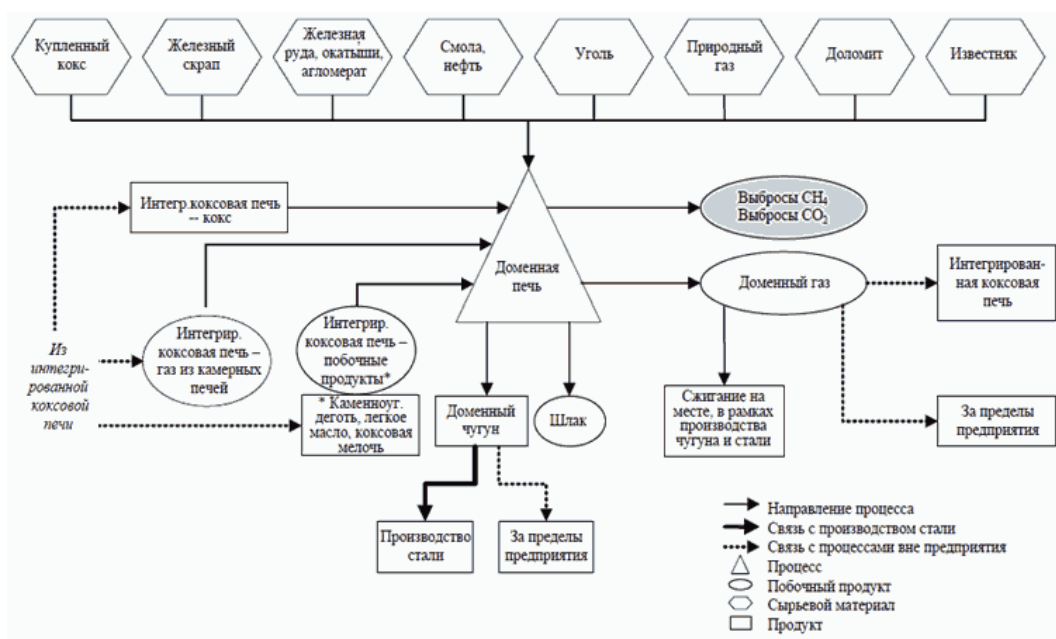 Купленный
кокс
Железный
скрап
Железная
руда, окатыши,
агломерат
Смола,
нефть
Уголь
Природный
газ
Доломит
Известняк
Интегр.коксовая печь
-- кокс
Выбросы CH4
Выбросы CO2
Доменная
печь
Доменный газ
Интегрирован-
ная коксовая
печь
Из
интегри-
рованной
коксовой
печи
Интегрир.
коксовая печь –
газ из камерных
печей
Интегрир.
коксовая печь –
побочные
продукты*
* Каменноуг.
деготь, легкое
масло, коксовая
мелочь
Доменный
чугун
Шлак
Сжигание на
месте, в рамках
производства
чугуна и стали
За пределы
предприятия
Производство
стали
За пределы
предприятия
Направление процесса
Связь с производством стали
Связь с процессами вне предприятия
Процесс
Побочный продукт
Сырьевой материал
Продукт